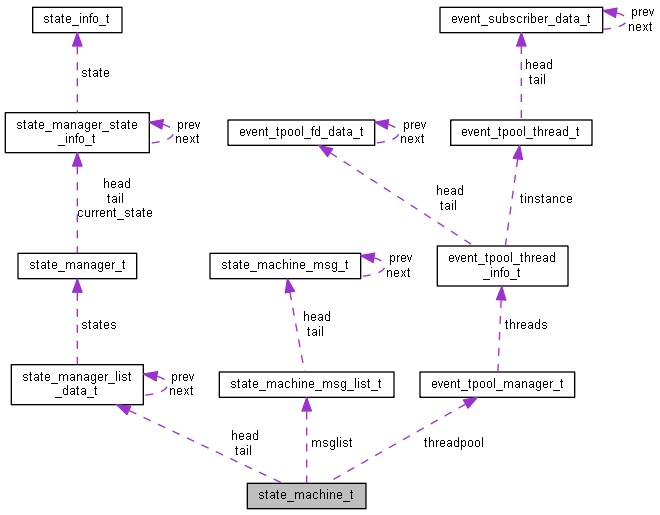 state_info_t
event_subscriber_data_t
prev
next
state
head
tail
state_manager_state
_info_t
prev
next
event_tpool_fd_data_t
prev
next
event_tpool_thread_t
head
tail
current_state
head
tail
tinstance
state_manager_t
state_machine_msg_t
prev
next
event_tpool_thread
_info_t
states
head
tail
threads
state_manager_list
_data_t
prev
next
state_machine_msg_list_t
event_tpool_manager_t
head
tail
msglist
threadpool
state_machine_t